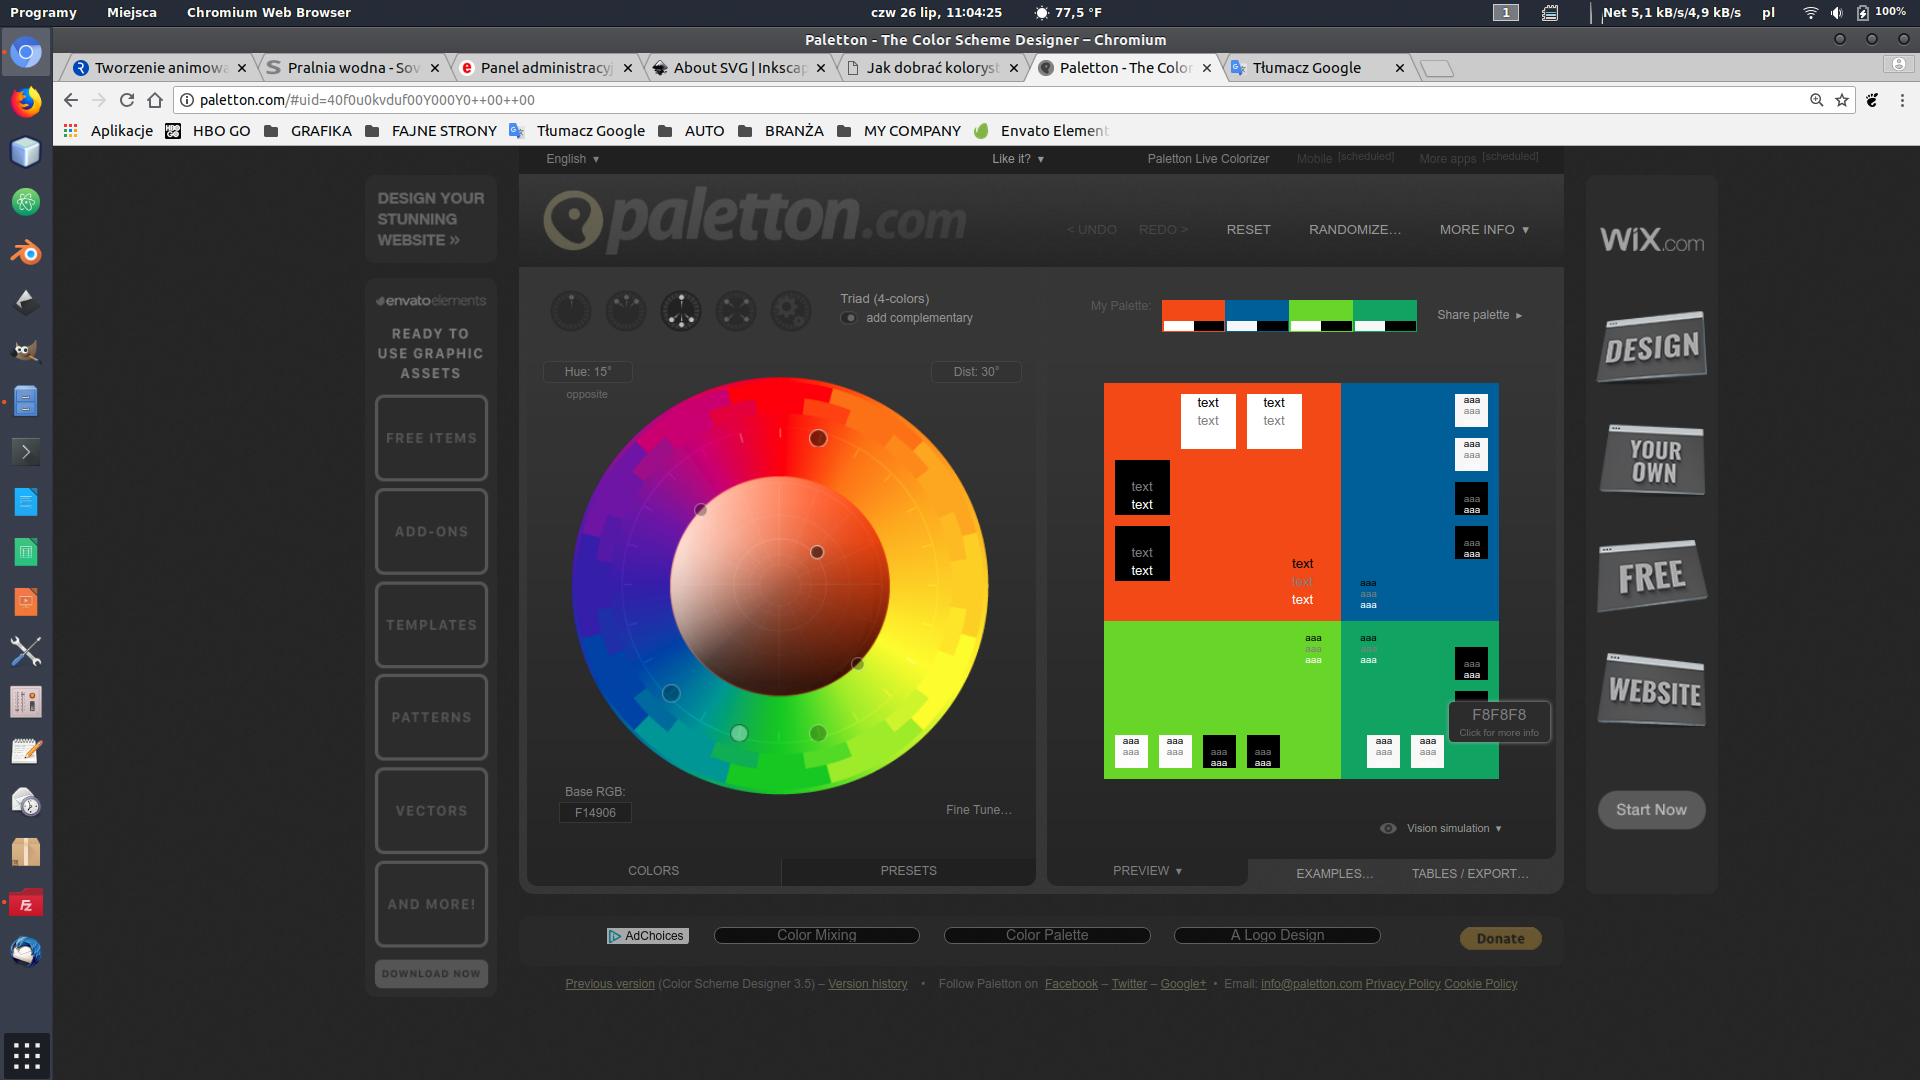 Programy Miejsca Chromium Web Browser czw 26 lip, 11:04:25 77,5 °F 1 Net 5,1 kB/s/4,9 kB/s pl 100%
Paletton - The Color Scheme Designer – Chromium
Tworzenie animowa Pralnia wodna - Sov Panel administracyj About SVG | Inkscap Jak dobrać koloryst Paletton - The Color Tłumacz Google
paletton.com/#uid=40f0u0kvduf00Y000Y0++00++00
Aplikacje HBO GO GRAFIKA FAJNE STRONY Tłumacz Google AUTO BRANŻA MY COMPANY Envato Element
English ▼ Like it? ▼ Paletton Live Colorizer Mobile [scheduled] More apps [scheduled]
DESIGN YOUR
STUNNING
WEBSITE »
paletton.com
< UNDO REDO > RESET RANDOMIZE... MORE INFO ▼
WiX.com
envatoelements
READY TO
USE GRAPHIC
ASSETS
FREE ITEMS
ADD-ONS
TEMPLATES
PATTERNS
VECTORS
AND MORE!
DOWNLOAD NOW
Triad (4-colors)
add complementary
My Palette:
Share palette ►
Hue: 15°
opposite
Dist: 30°
Base RGB:
F14906
Fine Tune...
COLORS PRESETS
text text
text text
text
text
text
text
text
text
text
aaa
aaa
aaa
aaa
aaa
aaa
aaa
aaa
aaa
aaa
aaa
aaa aaa
aaa aaa
aaa aaa
aaa
aaa
F8F8F8
Click for more info
aaa aaa aaa aaa
aaa aaa aaa aaa
aaa aaa
aaa aaa
Vision simulation ▼
PREVIEW ▼ EXAMPLES... TABLES / EXPORT...
DESIGN
YOUR
OWN
FREE
WEBSITE
Start Now
AdChoices Color Mixing Color Palette A Logo Design Donate
Previous version (Color Scheme Designer 3.5) – Version history • Follow Paletton on Facebook – Twitter – Google+ • Email: info@paletton.com Privacy Policy Cookie Policy